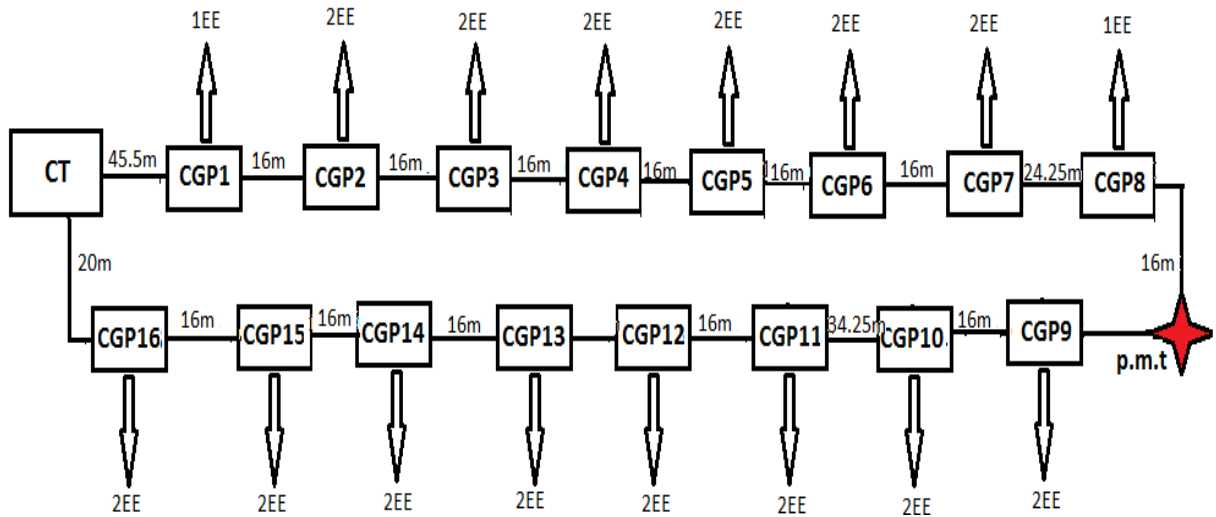 1EE 2EE 2EE 2EE 2EE 2EE 2EE 1EE
CT 45.5m CGP1 16m CGP2 16m CGP3 16m CGP4 16m CGP5 16m CGP6 16m CGP7 24.25m CGP8
20m 16m
CGP16 16m CGP15 16m CGP14 16m CGP13 CGP12 16m CGP11 34.25m CGP10 16m CGP9 p.m.t
2EE 2EE 2EE 2EE 2EE 2EE 2EE 2EE